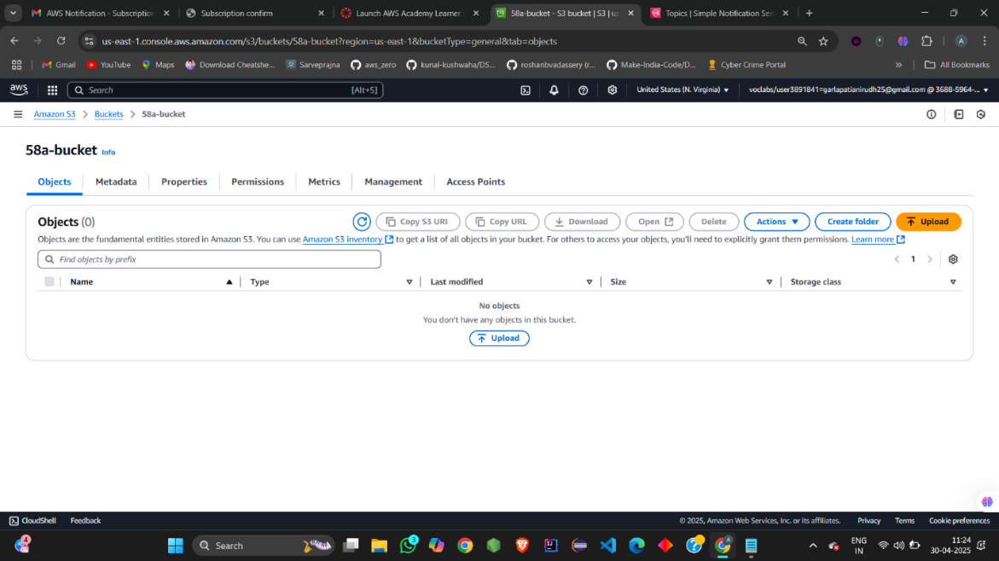 AWS Notification - Subscription
Subscription confirm
Launch AWS Academy Learner
58a-bucket - S3 bucket | S3 | us
Topics | Simple Notification Ser
us-east-1.console.aws.amazon.com/s3/buckets/58a-bucket?region=us-east-1&bucketType=general&tab=objects
A
Gmail
YouTube
Maps
Download Cheatshe...
Sarveprajna
aws_zero
kunal-kushwaha/DS...
roshanbvadassery (r...
Make-India-Code/D...
Cyber Crime Portal
All Bookmarks
aws
Search
[Alt+S]
United States (N. Virginia)
voclabs/user3891841=garlapatianirudh25@gmail.com @ 3688-5964-...
Amazon S3
Buckets
58a-bucket
58a-bucket Info
Objects
Metadata
Properties
Permissions
Metrics
Management
Access Points
Objects (0)
Copy S3 URI
Copy URL
Download
Open
Delete
Actions
Create folder
Upload
Objects are the fundamental entities stored in Amazon S3. You can use Amazon S3 inventory to get a list of all objects in your bucket. For others to access your objects, you'll need to explicitly grant them permissions. Learn more
Find objects by prefix
1
Name
Type
Last modified
Size
Storage class
No objects
You don't have any objects in this bucket.
Upload
CloudShell
Feedback
© 2025, Amazon Web Services, Inc. or its affiliates.
Privacy
Terms
Cookie preferences
4
Search
3
ENG
IN
11:24
30-04-2025